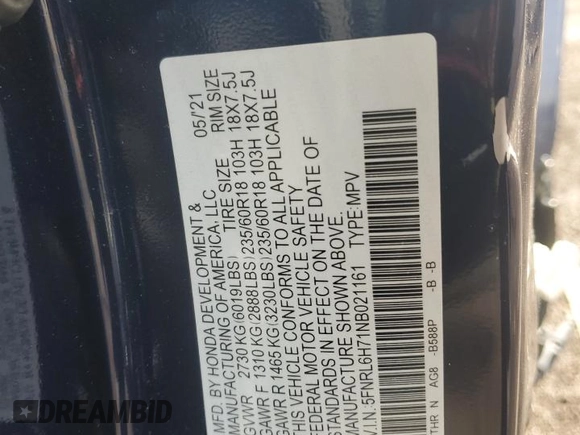 MFD. BY HONDA DEVELOPMENT &
MANUFACTURING OF AMERICA, LLC 05/'21
TIRE SIZE RIM SIZE
GVWR 2730 KG(6019LBS)
GAWR F 1310 KG(2888LBS)235/60R18 103H 18X7.5J
GAWR R 1465 KG(3230LBS)235/60R18 103H 18X7.5J
THIS VEHICLE CONFORMS TO ALL APPLICABLE
FEDERAL MOTOR VEHICLE SAFETY
STANDARDS IN EFFECT ON THE DATE OF
MANUFACTURE SHOWN ABOVE.
V.I.N.:5FNRL6H71NB021161 TYPE:MPV
THR N AG8 -B588P -B -B
DREAMBID